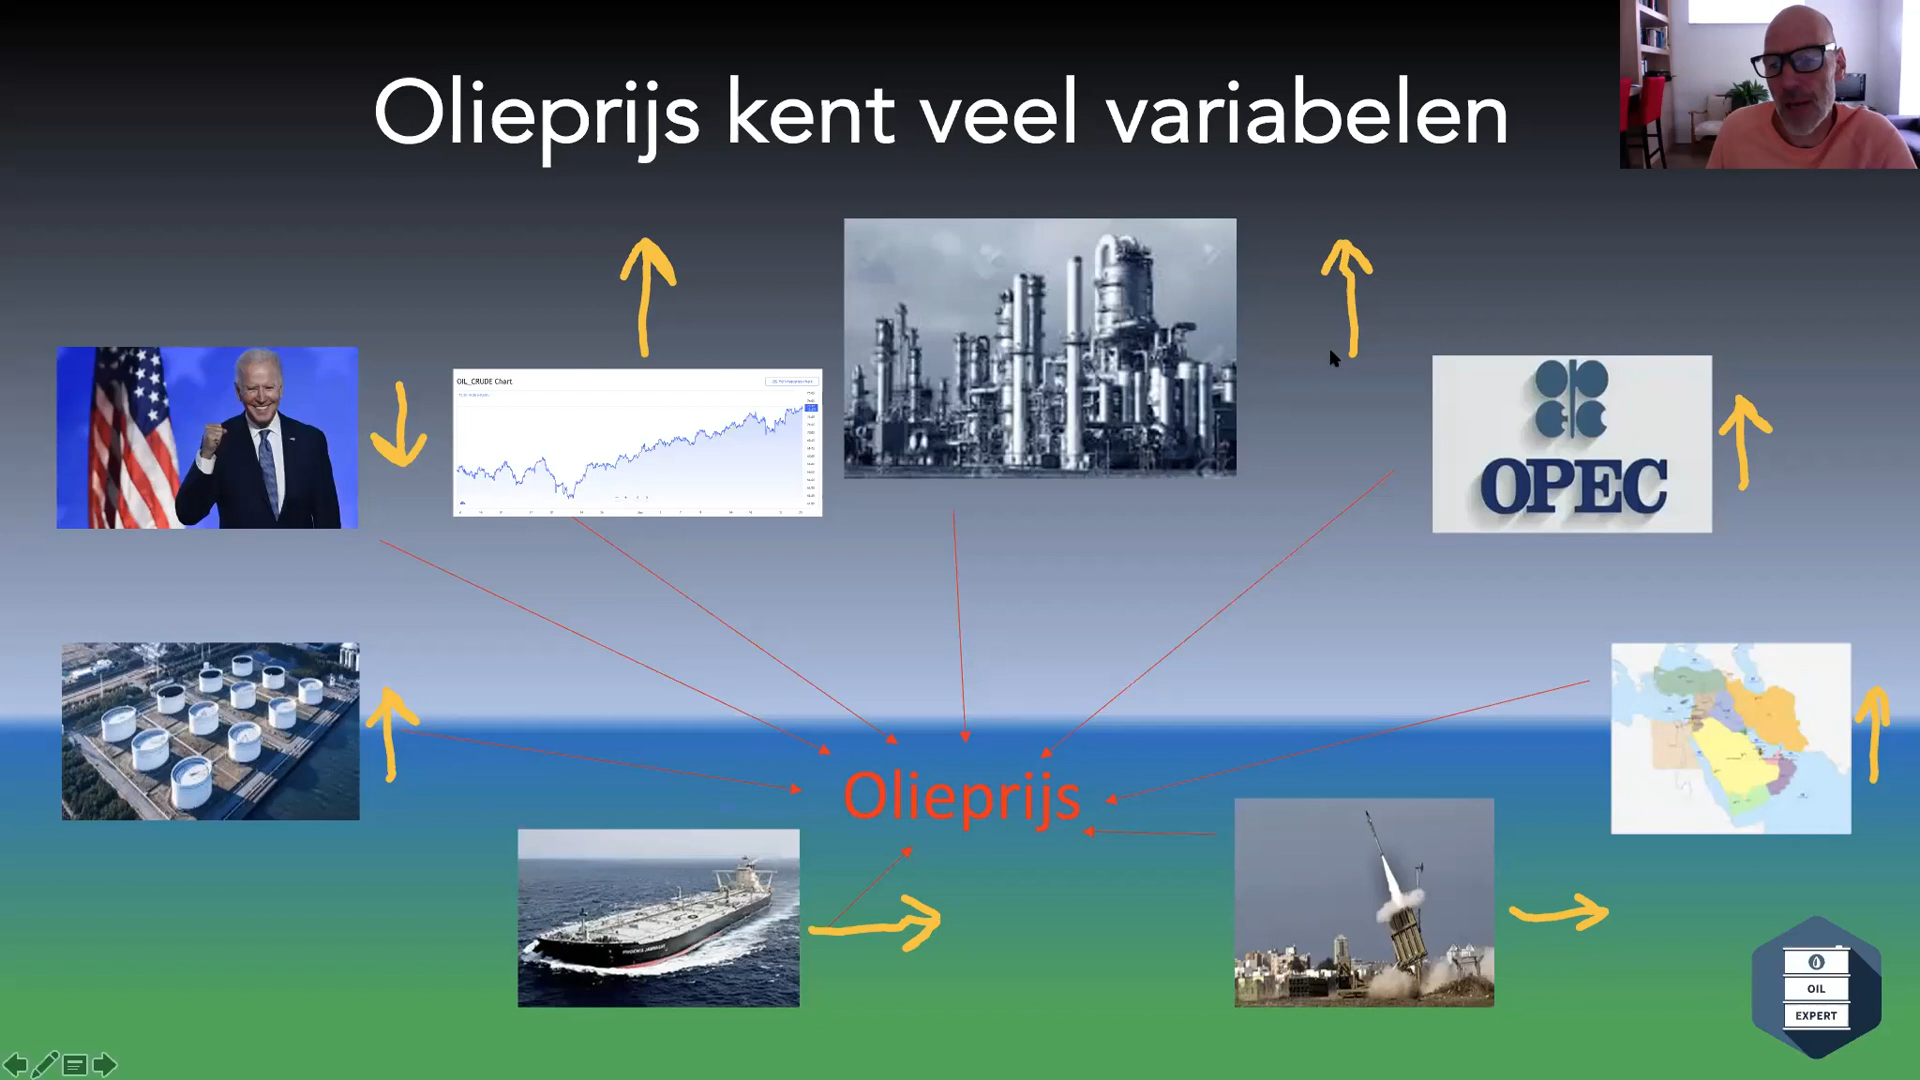 Olieprijs kent veel variabelen
OIL_CRUDE Chart
OPEC
Olieprijs
OIL
EXPERT